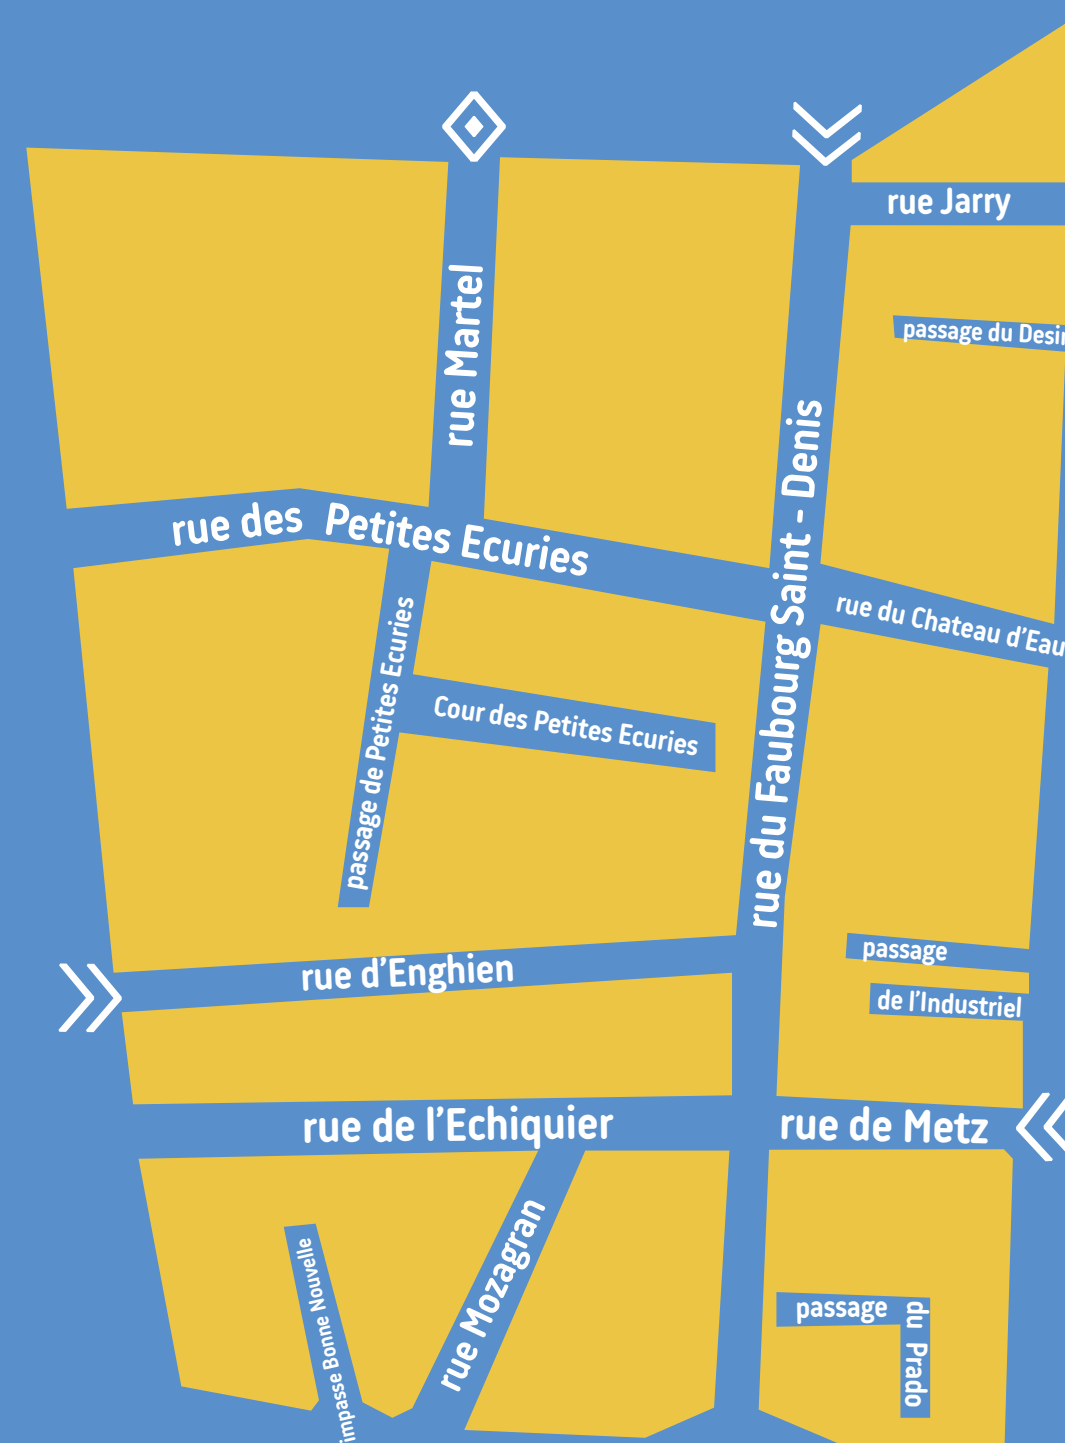 rue Jarry
rue Martel
passage du Desir
rue du Faubourg Saint - Denis
rue des Petites Ecuries
rue du Chateau d'Eau
passage de Petites Ecuries
Cour des Petites Ecuries
rue d'Enghien
passage
de l'Industriel
rue de l'Echiquier
rue de Metz
rue Mozagran
impasse Bonne Nouvelle
passage
du Prado